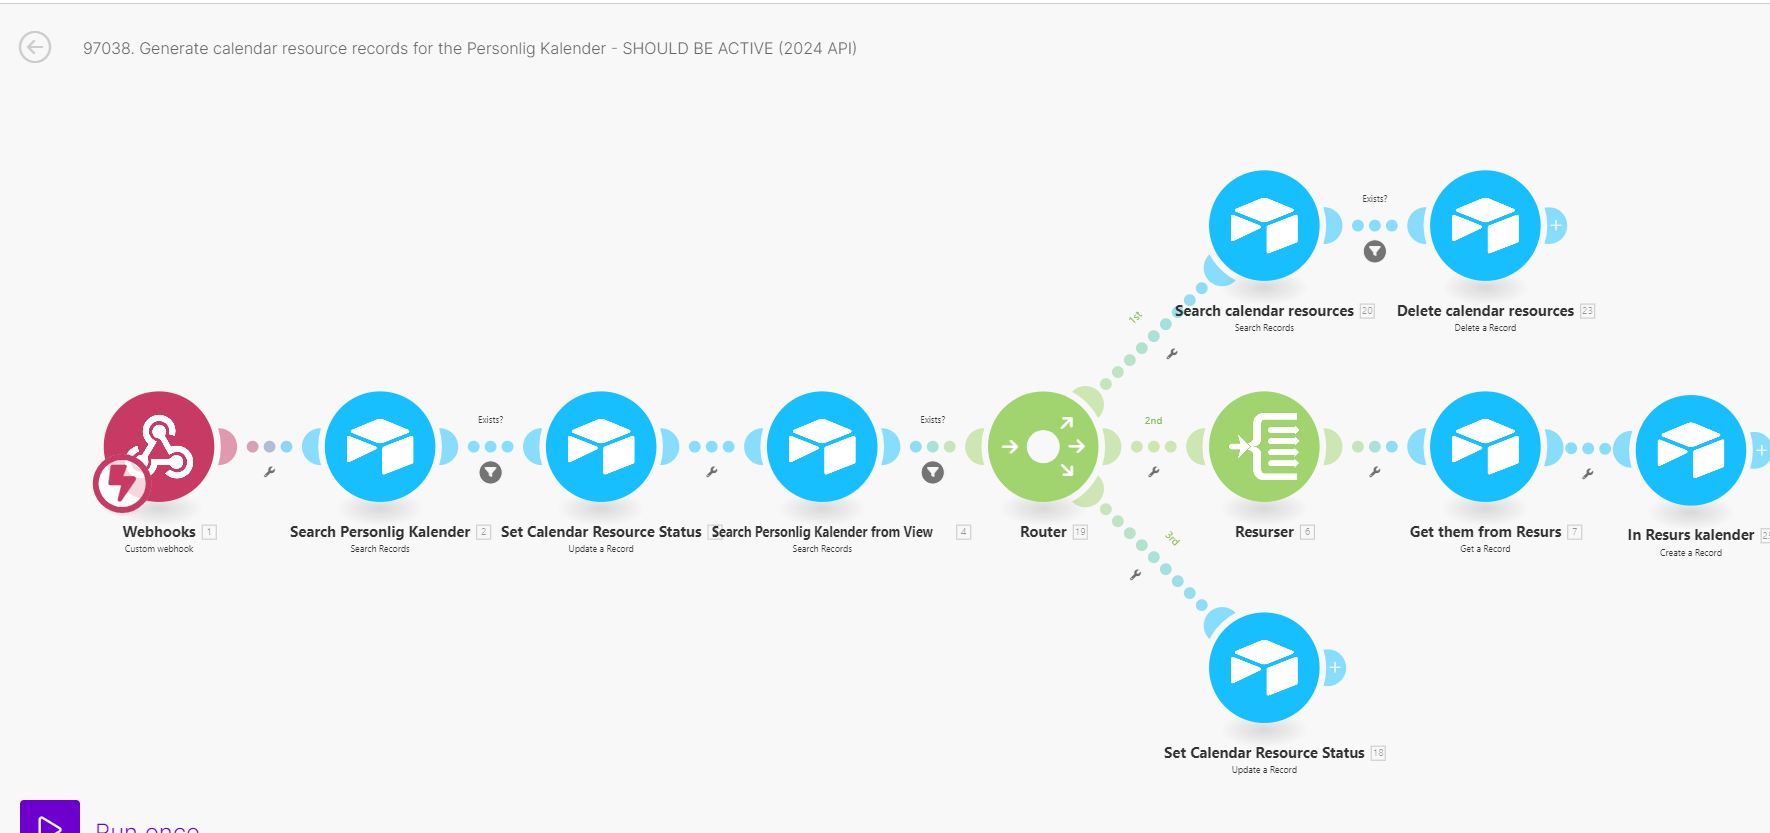 97038. Generate calendar resource records for the Personlig Kalender - SHOULD BE ACTIVE (2024 API)
Exists?
Search calendar resources 20
Search Records
Delete calendar resources 23
Delete a Record
1st
Exists?
Exists?
2nd
Webhooks 1
Custom webhook
Search Personlig Kalender 2
Search Records
Set Calendar Resource Status
Update a Record
Search Personlig Kalender from View 4
Search Records
Router 19
Resurser 6
Get them from Resurs 7
Get a Record
In Resurs kalender
Create a Record
3rd
Set Calendar Resource Status 18
Update a Record
Run once